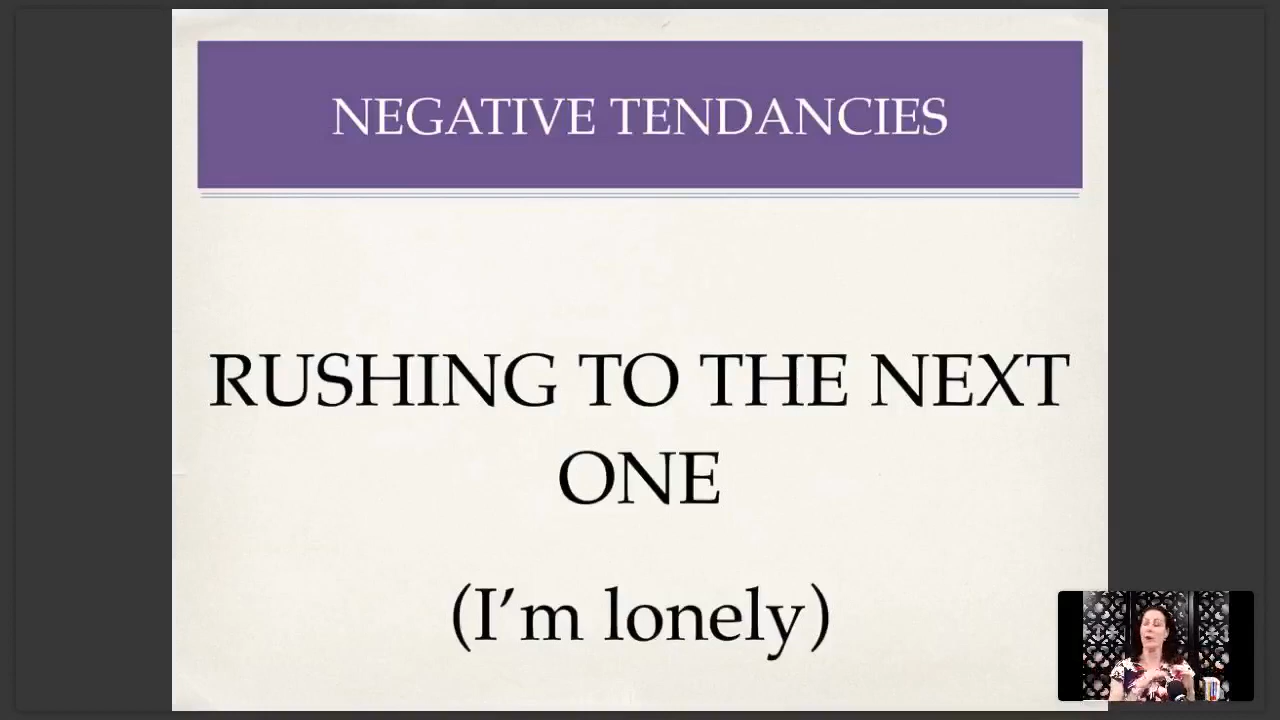 NEGATIVE TENDANCIES
RUSHING TO THE NEXT
ONE
(I’m lonely)